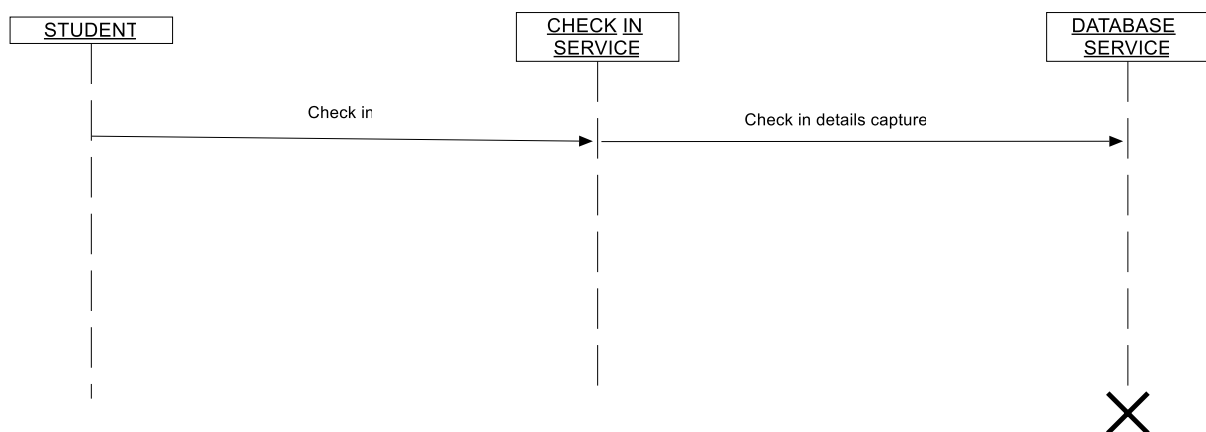 STUDENT
CHECK IN
SERVICE
DATABASE
SERVICE
Check in
Check in details capture